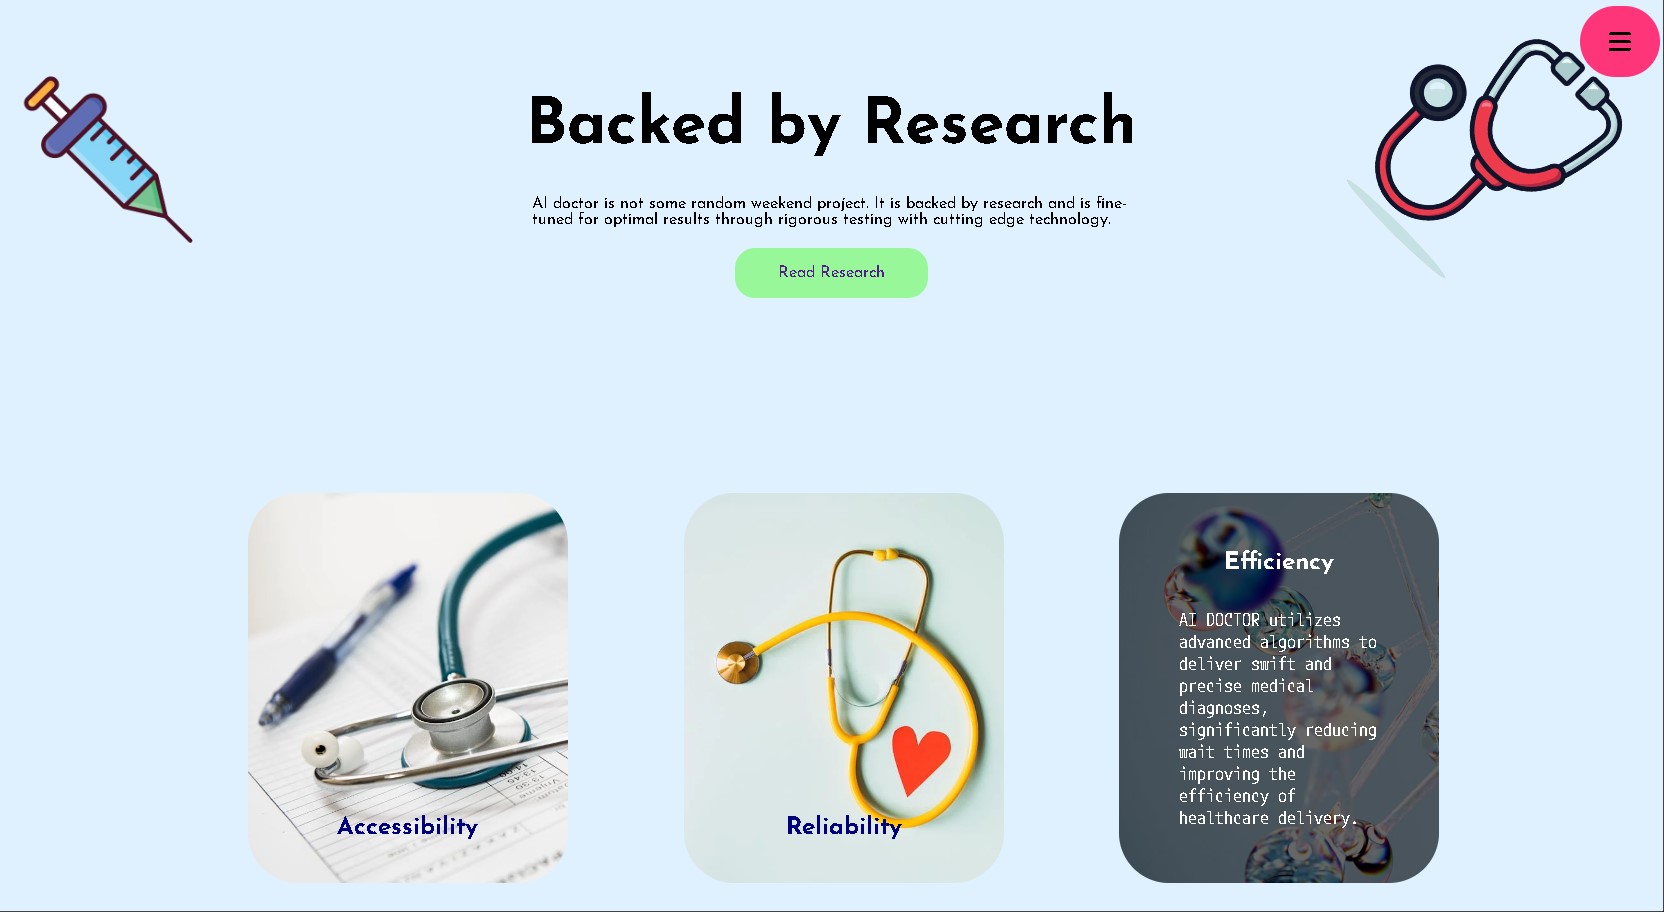 Backed by Research
AI doctor is not some random weekend project. It is backed by research and is fine-
tuned for optimal results through rigorous testing with cutting edge technology.
Read Research
Accessibility
Reliability
Efficiency
AI DOCTOR utilizes
advanced algorithms to
deliver swift and
precise medical
diagnoses,
significantly reducing
wait times and
improving the
efficiency of
healthcare delivery.